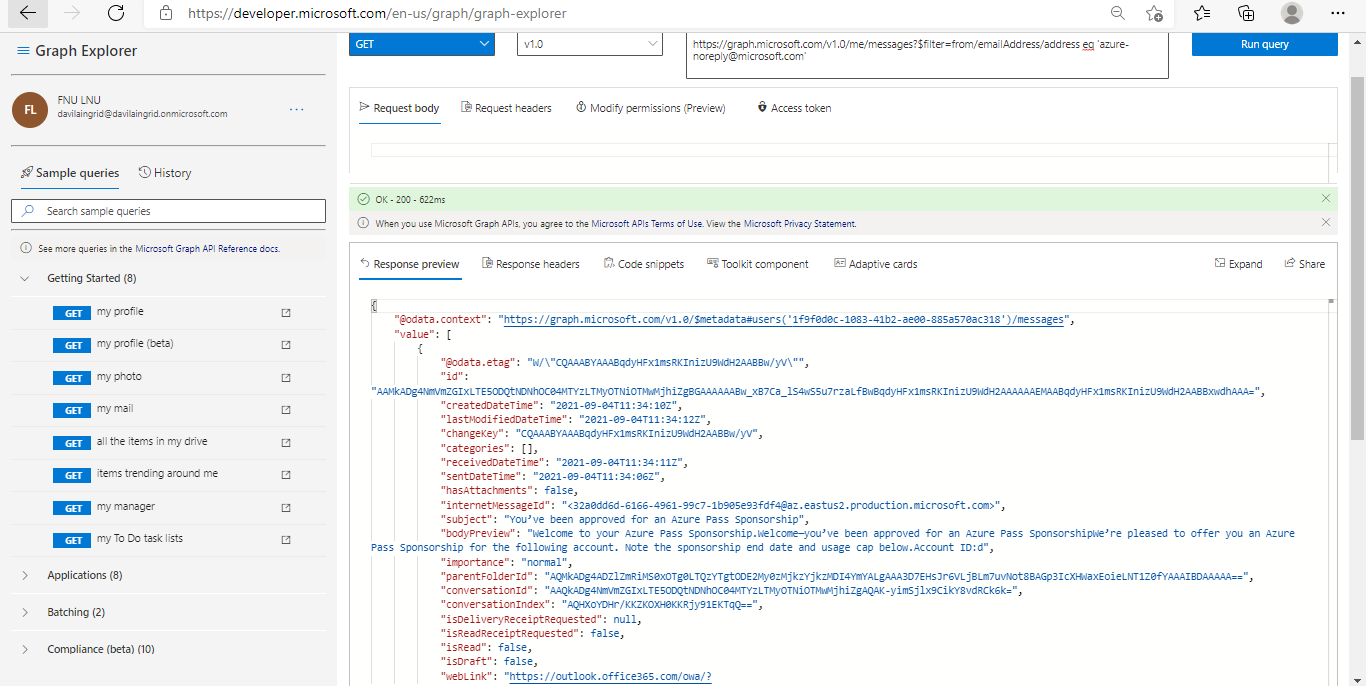 https://developer.microsoft.com/en-us/graph/graph-explorer
Graph Explorer
GET
v1.0
https://graph.microsoft.com/v1.0/me/messages?$filter=from/emailAddress/address eq 'azure-
noreply@microsoft.com'
Run query
FL
FNU LNU
davilaingrid@davilaingrid.onmicrosoft.com
...
Request body
Request headers
Modify permissions (Preview)
Access token
Sample queries
History
Search sample queries
See more queries in the Microsoft Graph API Reference docs.
Getting Started (8)
GET my profile
GET my profile (beta)
GET my photo
GET my mail
GET all the items in my drive
GET items trending around me
GET my manager
GET my To Do task lists
Applications (8)
Batching (2)
Compliance (beta) (10)
OK - 200 - 622ms
When you use Microsoft Graph APIs, you agree to the Microsoft APIs Terms of Use. View the Microsoft Privacy Statement.
Response preview
Response headers
Code snippets
Toolkit component
Adaptive cards
Expand
Share
{
"@odata.context": "https://graph.microsoft.com/v1.0/$metadata#users('1f9f0d0c-1083-41b2-ae00-885a570ac318')/messages",
"value": [
{
"@odata.etag": "W/\"CQAAABYAAABqdyHFx1msRKInizU9WdH2AABBw/yV\"",
"id":
"createdDateTime": "2021-09-04T11:34:10Z",
"lastModifiedDateTime": "2021-09-04T11:34:12Z",
"changeKey": "CQAAABYAAABqdyHFx1msRKInizU9WdH2AABBw/yV",
"categories": [],
"receivedDateTime": "2021-09-04T11:34:11Z",
"sentDateTime": "2021-09-04T11:34:06Z",
"hasAttachments": false,
"internetMessageId": "<32a0dd6d-6166-4961-99c7-1b905e93fdf4@az.eastus2.production.microsoft.com>",
"subject": "You’ve been approved for an Azure Pass Sponsorship",
"bodyPreview": "Welcome to your Azure Pass Sponsorship.Welcome—you’ve been approved for an Azure Pass SponsorshipWe’re pleased to offer you an Azure
Pass Sponsorship for the following account. Note the sponsorship end date and usage cap below.Account ID:d",
"importance": "normal",
"parentFolderId":
"conversationId":
"conversationIndex": "AQHXoYDHr/KKZKOXH0KKRjy91EKTqQ==",
"isDeliveryReceiptRequested": null,
"isReadReceiptRequested": false,
"isRead": false,
"isDraft": false,
"webLink": "https://outlook.office365.com/owa/?